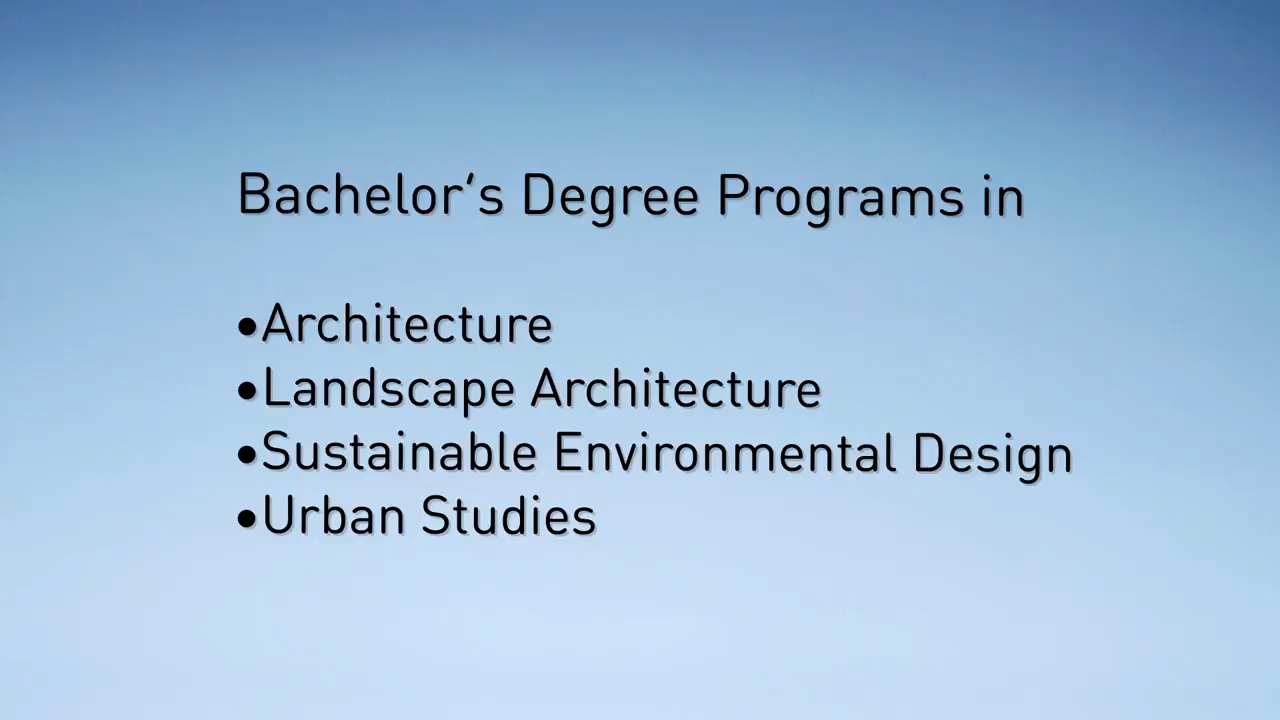 Bachelor's Degree Programs in
•Architecture
•Landscape Architecture
•Sustainable Environmental Design
•Urban Studies